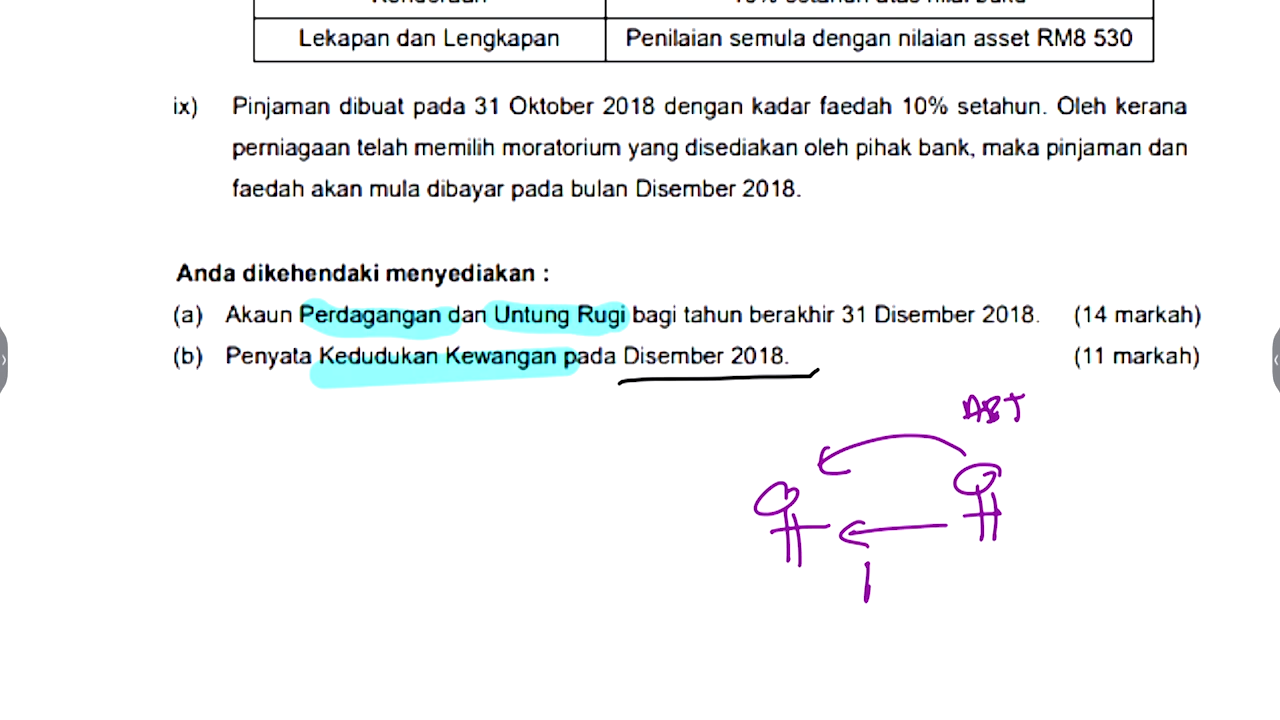 Lekapan dan Lengkapan Penilaian semula dengan nilaian asset RM8 530
ix) Pinjaman dibuat pada 31 Oktober 2018 dengan kadar faedah 10% setahun. Oleh kerana
perniagaan telah memilih moratorium yang disediakan oleh pihak bank, maka pinjaman dan
faedah akan mula dibayar pada bulan Disember 2018.
Anda dikehendaki menyediakan :
(a) Akaun Perdagangan dan Untung Rugi bagi tahun berakhir 31 Disember 2018. (14 markah)
(b) Penyata Kedudukan Kewangan pada Disember 2018. (11 markah)